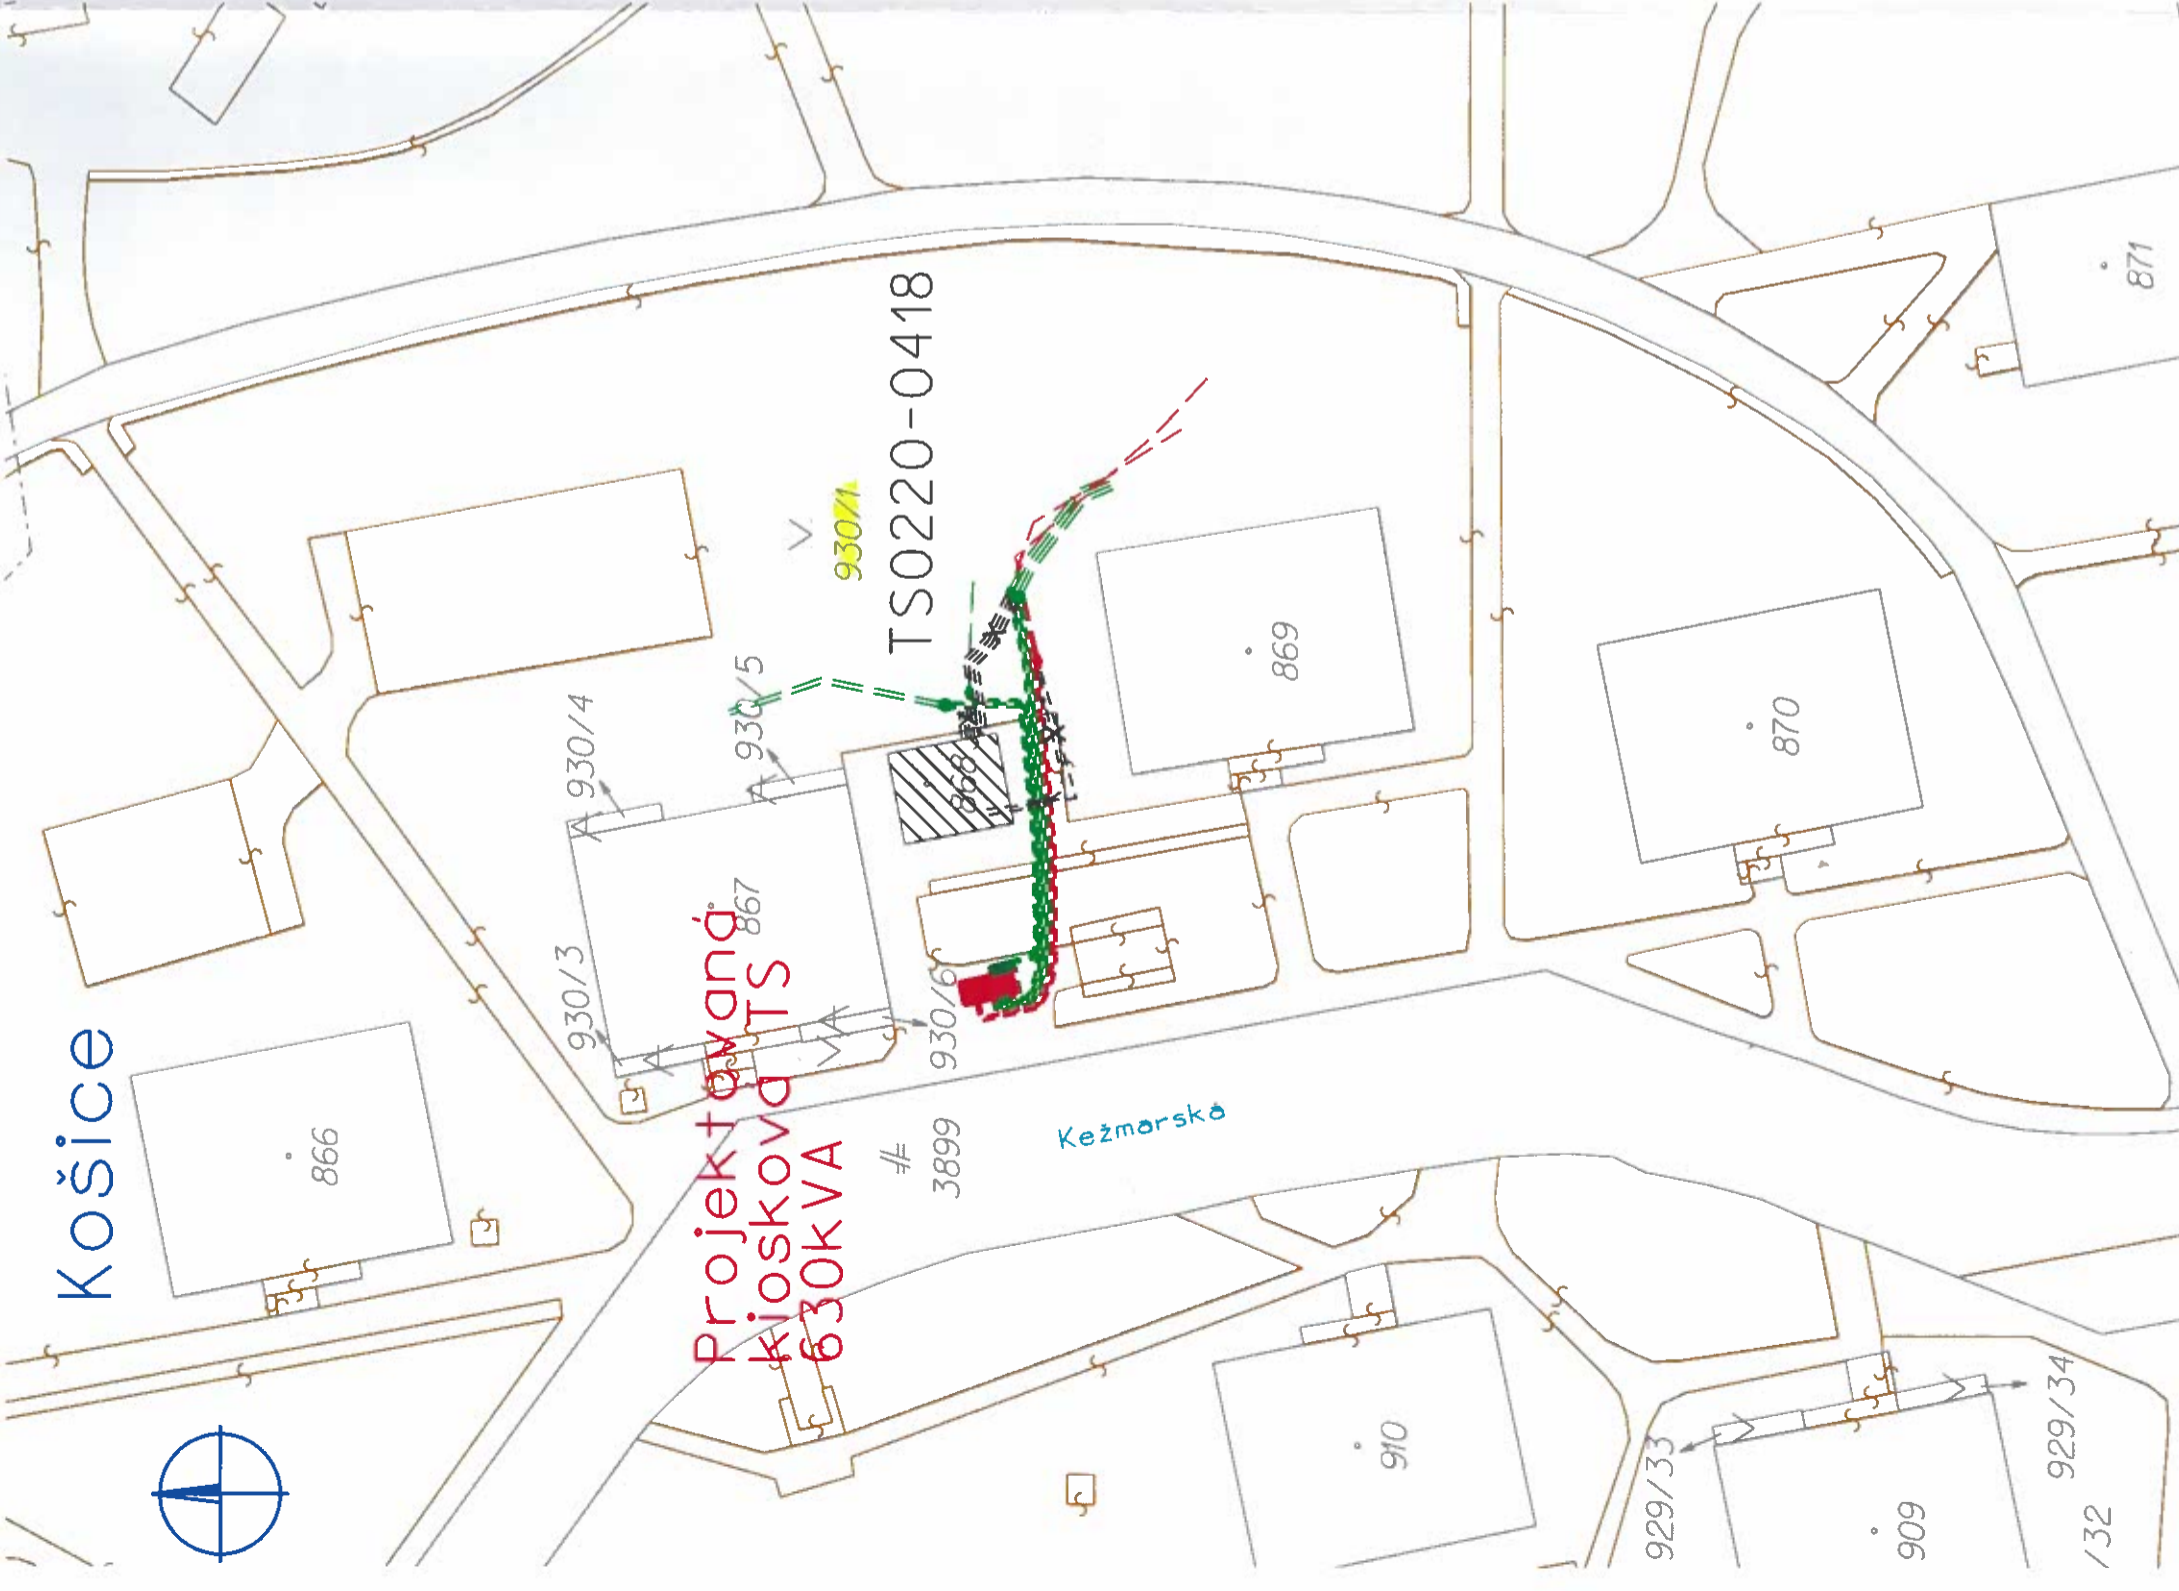 Košice
866
930/3
930/4
930/5
867
Projektovaná
kiosková TS
630kVA
930/1
TS0220-0418
868
930/6
3899
Kežmarská
869
870
871
910
909
929/33
929/34
/32